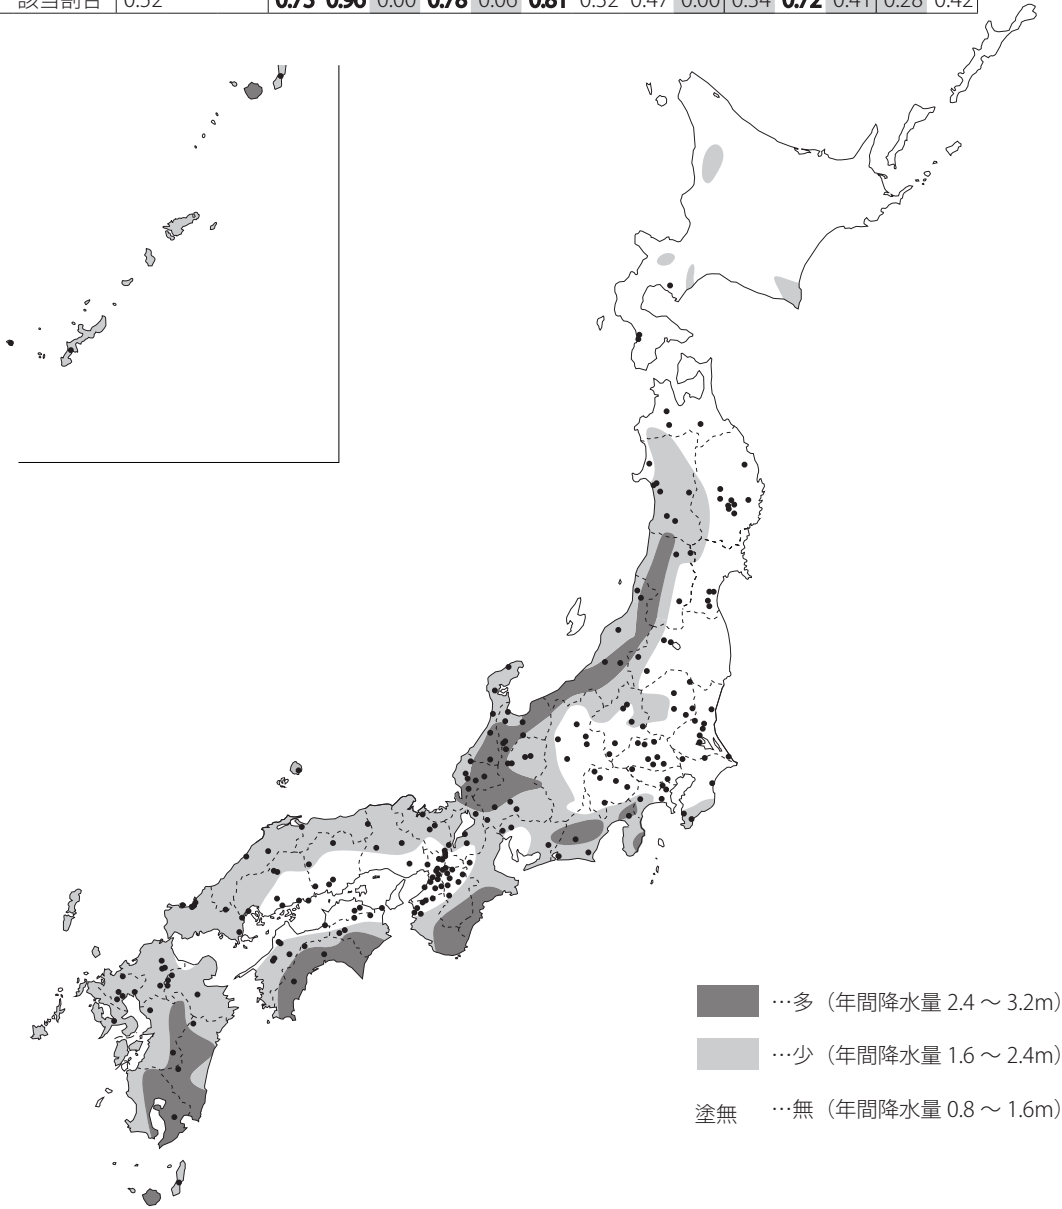 該当割合 0.52 0.73 0.96 0.00 0.78 0.06 0.81 0.52 0.47 0.00 0.54 0.72 0.41 0.28 0.42
…多（年間降水量 2.4 ～ 3.2m）
…少（年間降水量 1.6 ～ 2.4m）
塗無 …無（年間降水量 0.8 ～ 1.6m）